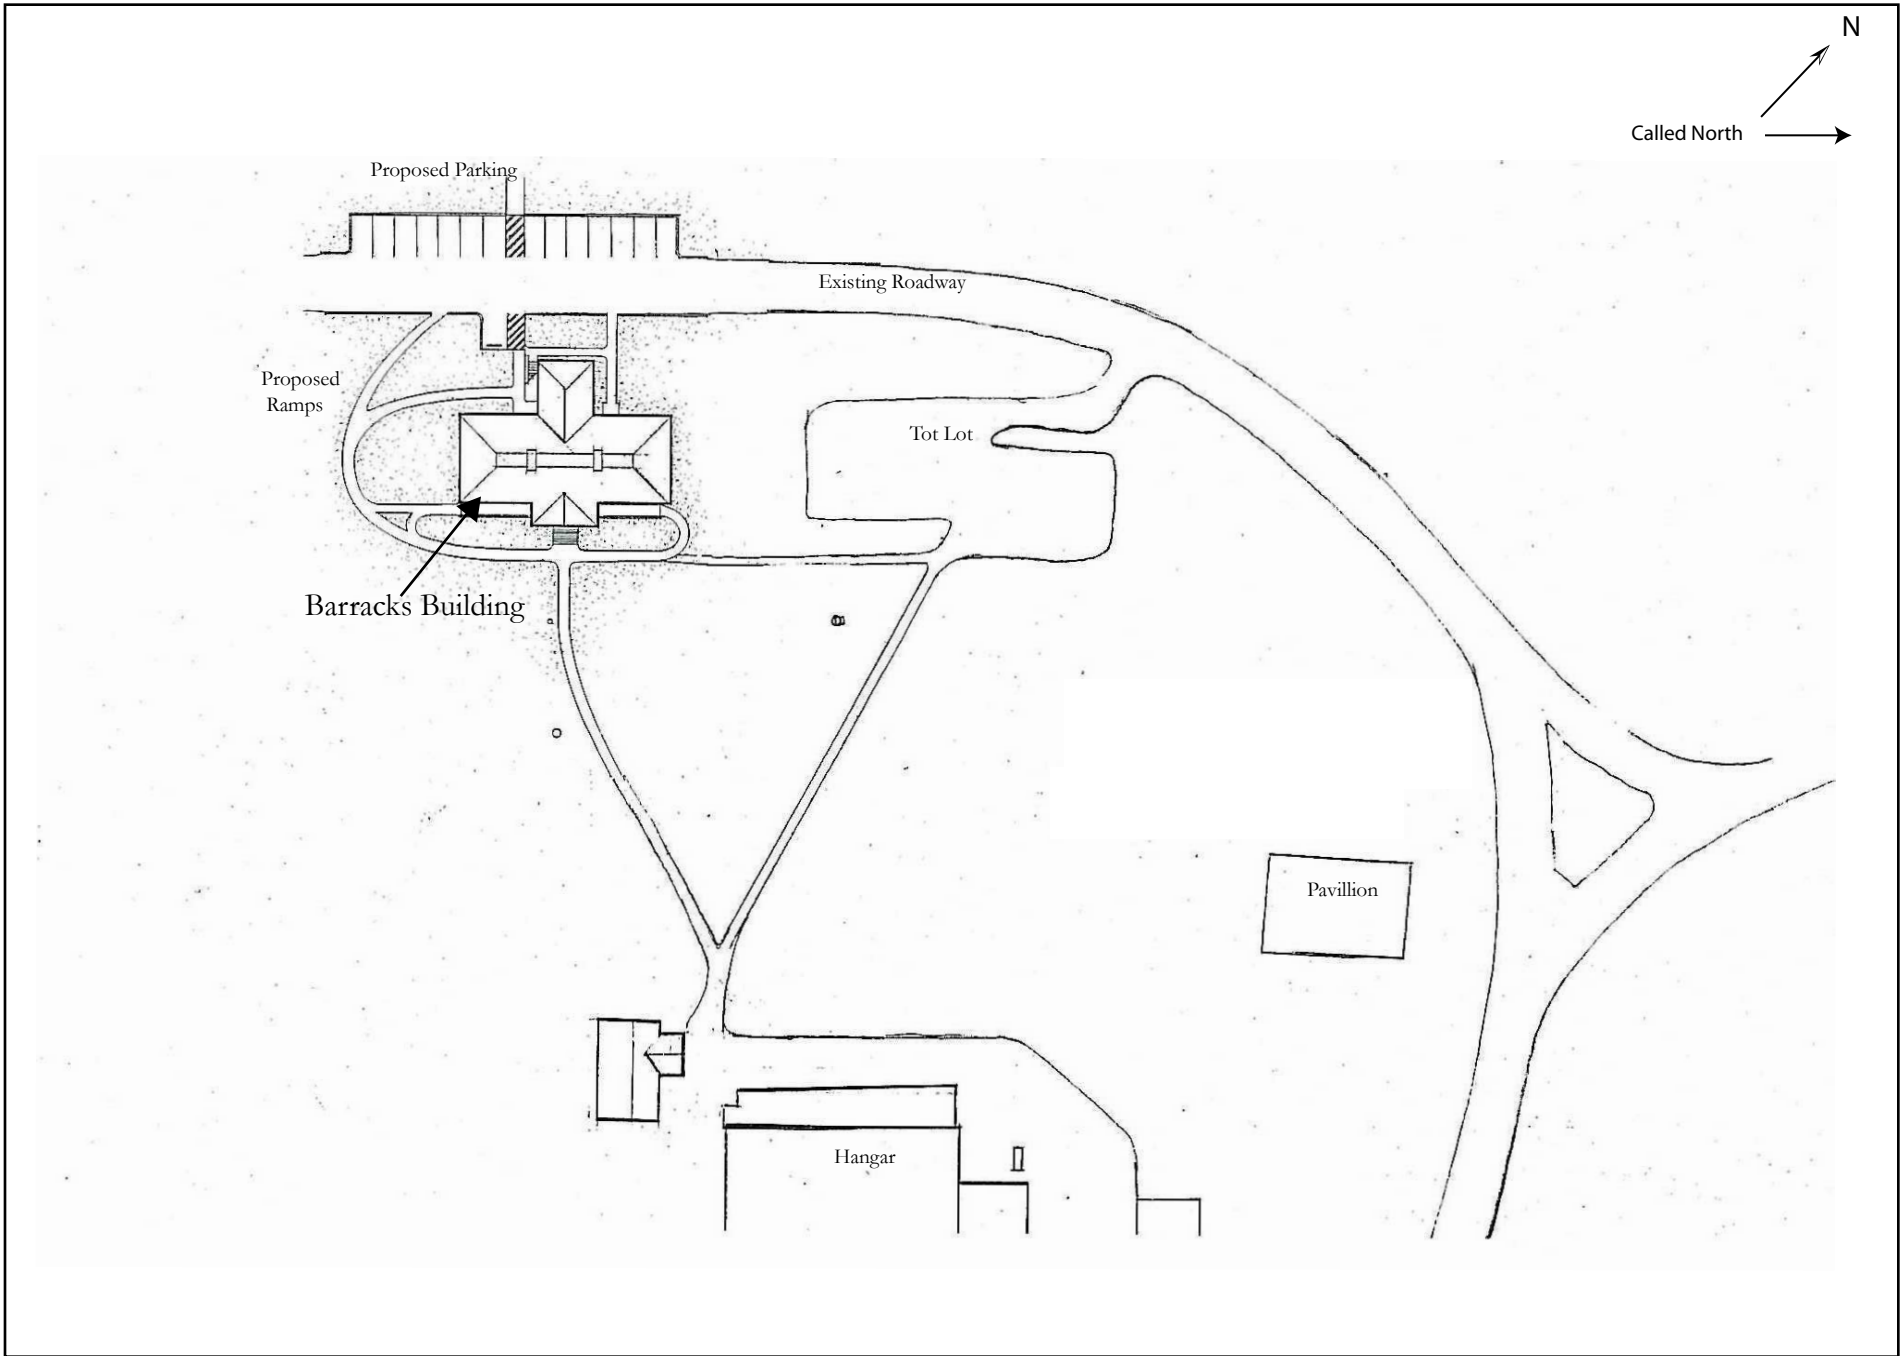 N
Called North
Proposed Parking
Existing Roadway
Proposed
Ramps
Tot Lot
Barracks Building
Pavillion
Hangar